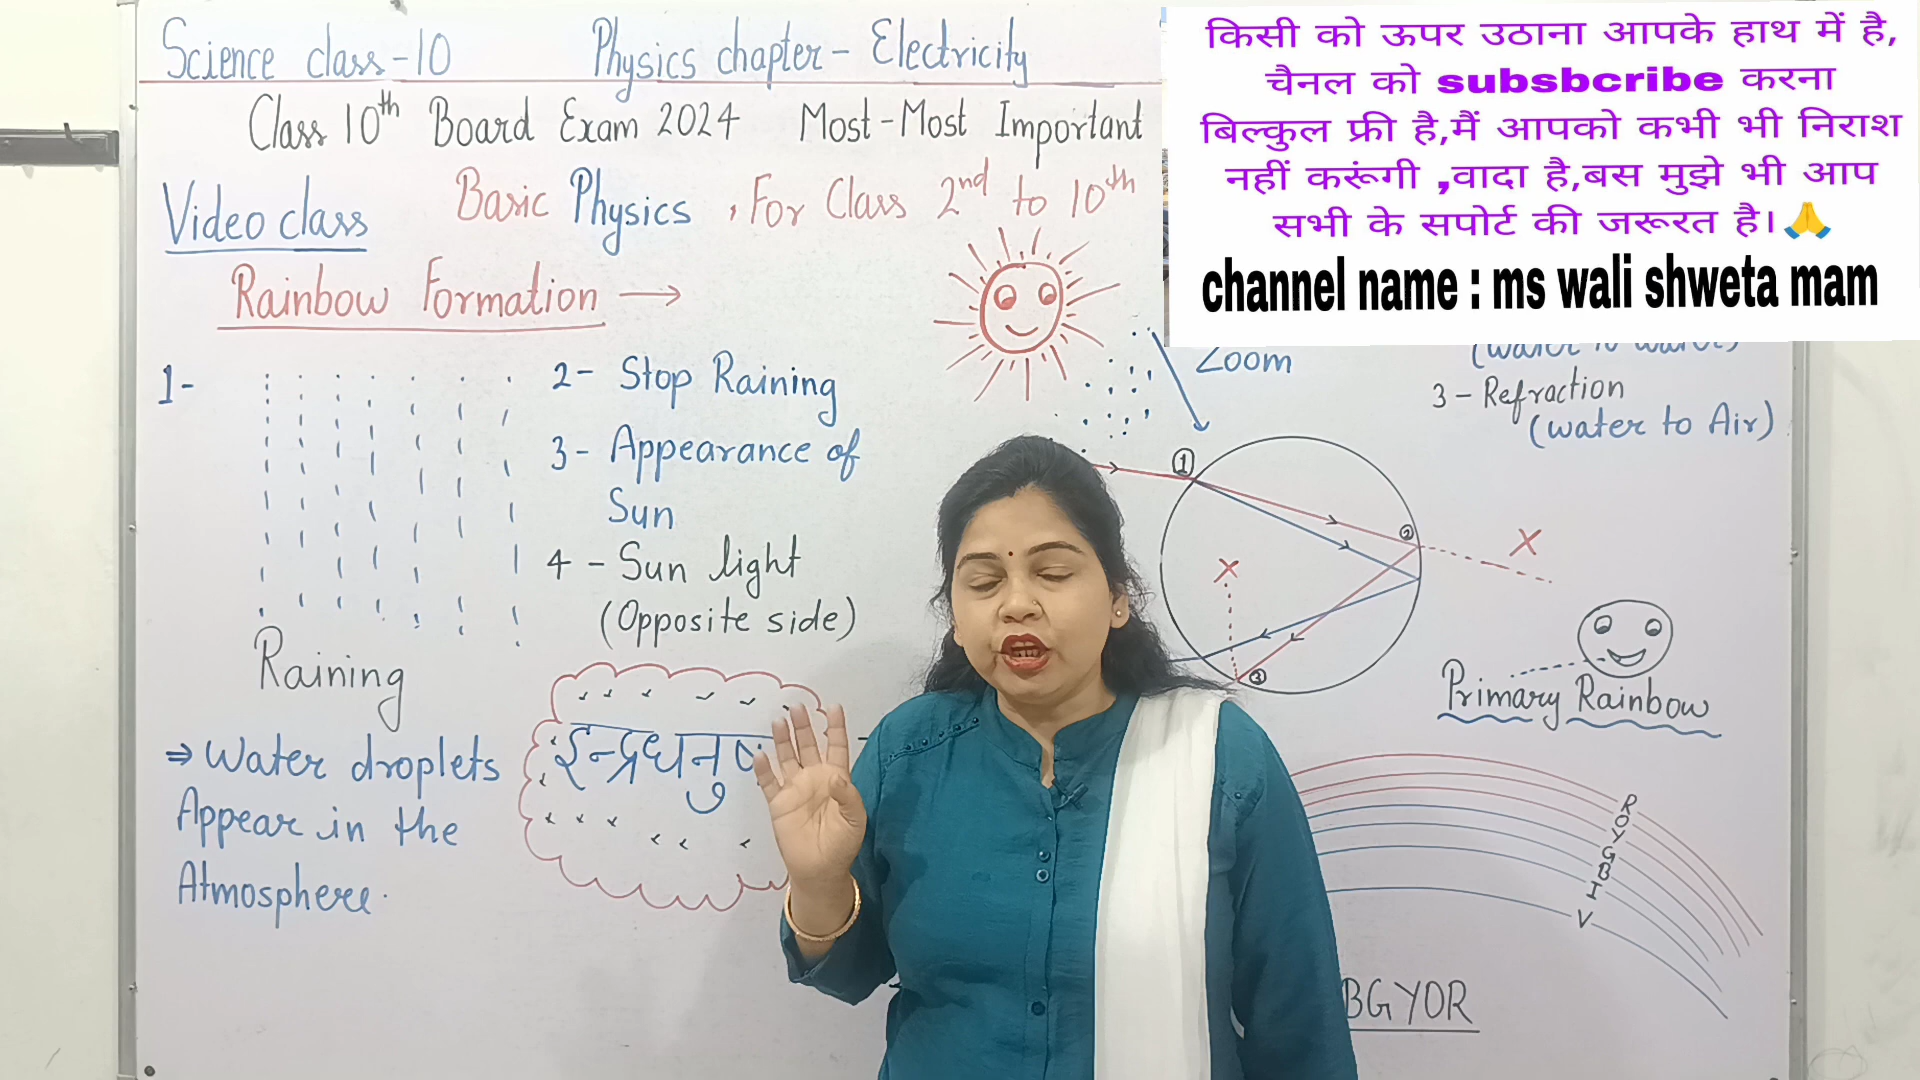 Science class-10 Physics chapter- Electricity
Class 10th Board Exam 2024 Most-Most Important
Video class Basic Physics, For Class 2nd to 10th
Rainbow Formation →
किसी को ऊपर उठाना आपके हाथ में है,
चैनल को subsbcribe करना
बिल्कुल फ्री है,मैं आपको कभी भी निराश
नहीं करूंगी ,वादा है,बस मुझे भी आप
सभी के सपोर्ट की जरूरत है।🙏
channel name : ms wali shweta mam
1-
Raining
⇒ Water droplets
Appear in the
Atmosphere.
2- Stop Raining
3- Appearance of
Sun
4 - Sun light
(Opposite side)
इन्द्रधनुष
Zoom
(water to water)
3 - Refraction
(water to Air)
1
2
X
X
3
Primary Rainbow
R
O
Y
G
B
I
V
BGYOR